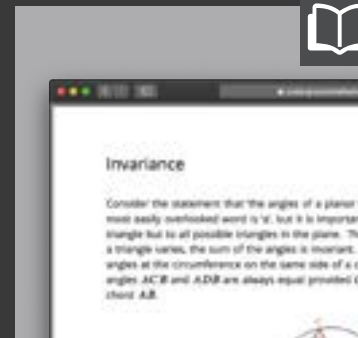 Invariance
Consider the statement that the angles of a planar
most easily overlooked word is 'a', but it is important
triangle but to all possible triangles in the plane. Th
a triangle varies, the sum of the angles is invariant.
angles at the circumference on the same side of a c
angles ACB and ADB are always equal provided t
chord AB.